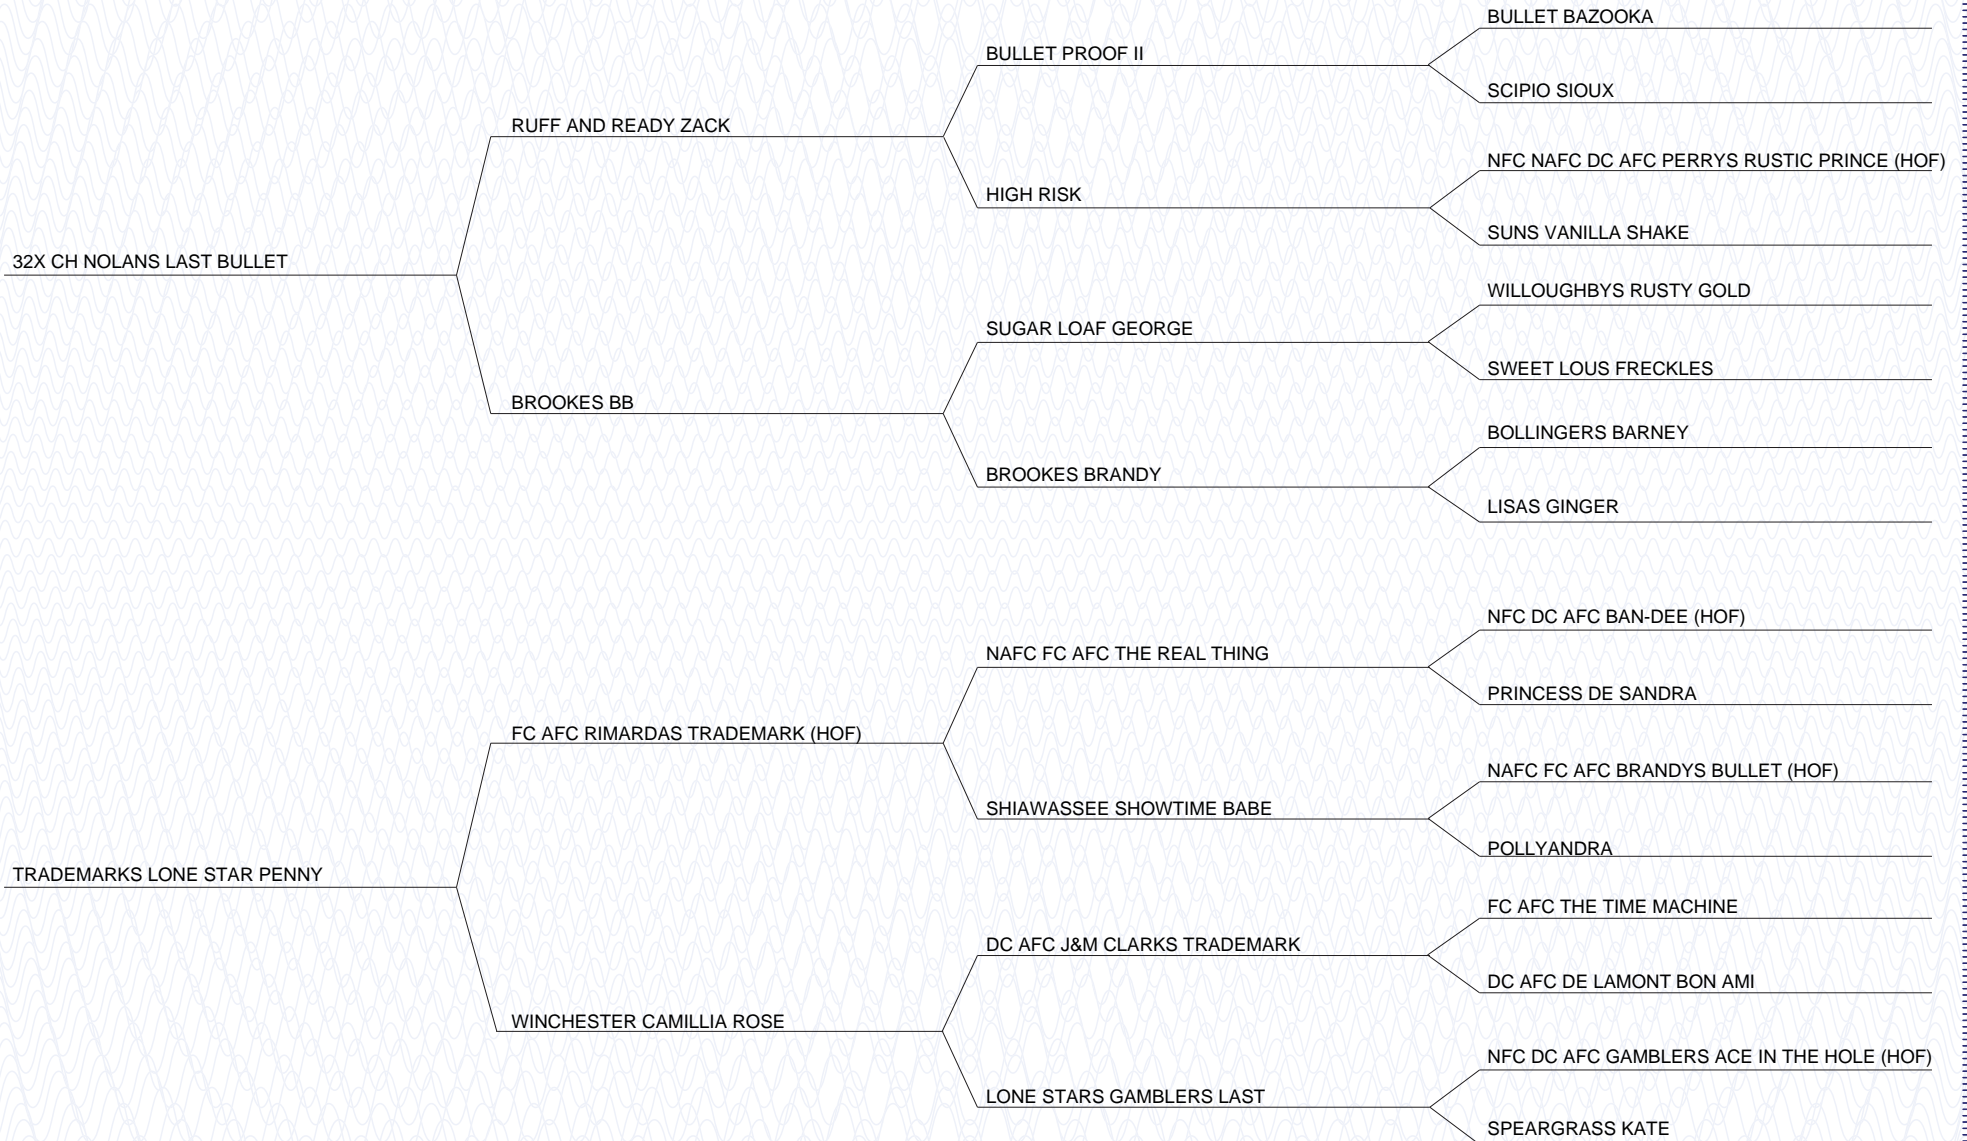 BULLET BAZOOKA
BULLET PROOF II
SCIPIO SIOUX
RUFF AND READY ZACK
NFC NAFC DC AFC PERRYS RUSTIC PRINCE (HOF)
HIGH RISK
SUNS VANILLA SHAKE
32X CH NOLANS LAST BULLET
WILLOUGHBYS RUSTY GOLD
SUGAR LOAF GEORGE
SWEET LOUS FRECKLES
BROOKES BB
BOLLINGERS BARNEY
BROOKES BRANDY
LISAS GINGER
NFC DC AFC BAN-DEE (HOF)
NAFC FC AFC THE REAL THING
PRINCESS DE SANDRA
FC AFC RIMARDAS TRADEMARK (HOF)
NAFC FC AFC BRANDYS BULLET (HOF)
SHIAWASSEE SHOWTIME BABE
POLLYANDRA
TRADEMARKS LONE STAR PENNY
FC AFC THE TIME MACHINE
DC AFC J&M CLARKS TRADEMARK
DC AFC DE LAMONT BON AMI
WINCHESTER CAMILLIA ROSE
NFC DC AFC GAMBLERS ACE IN THE HOLE (HOF)
LONE STARS GAMBLERS LAST
SPEARGRASS KATE